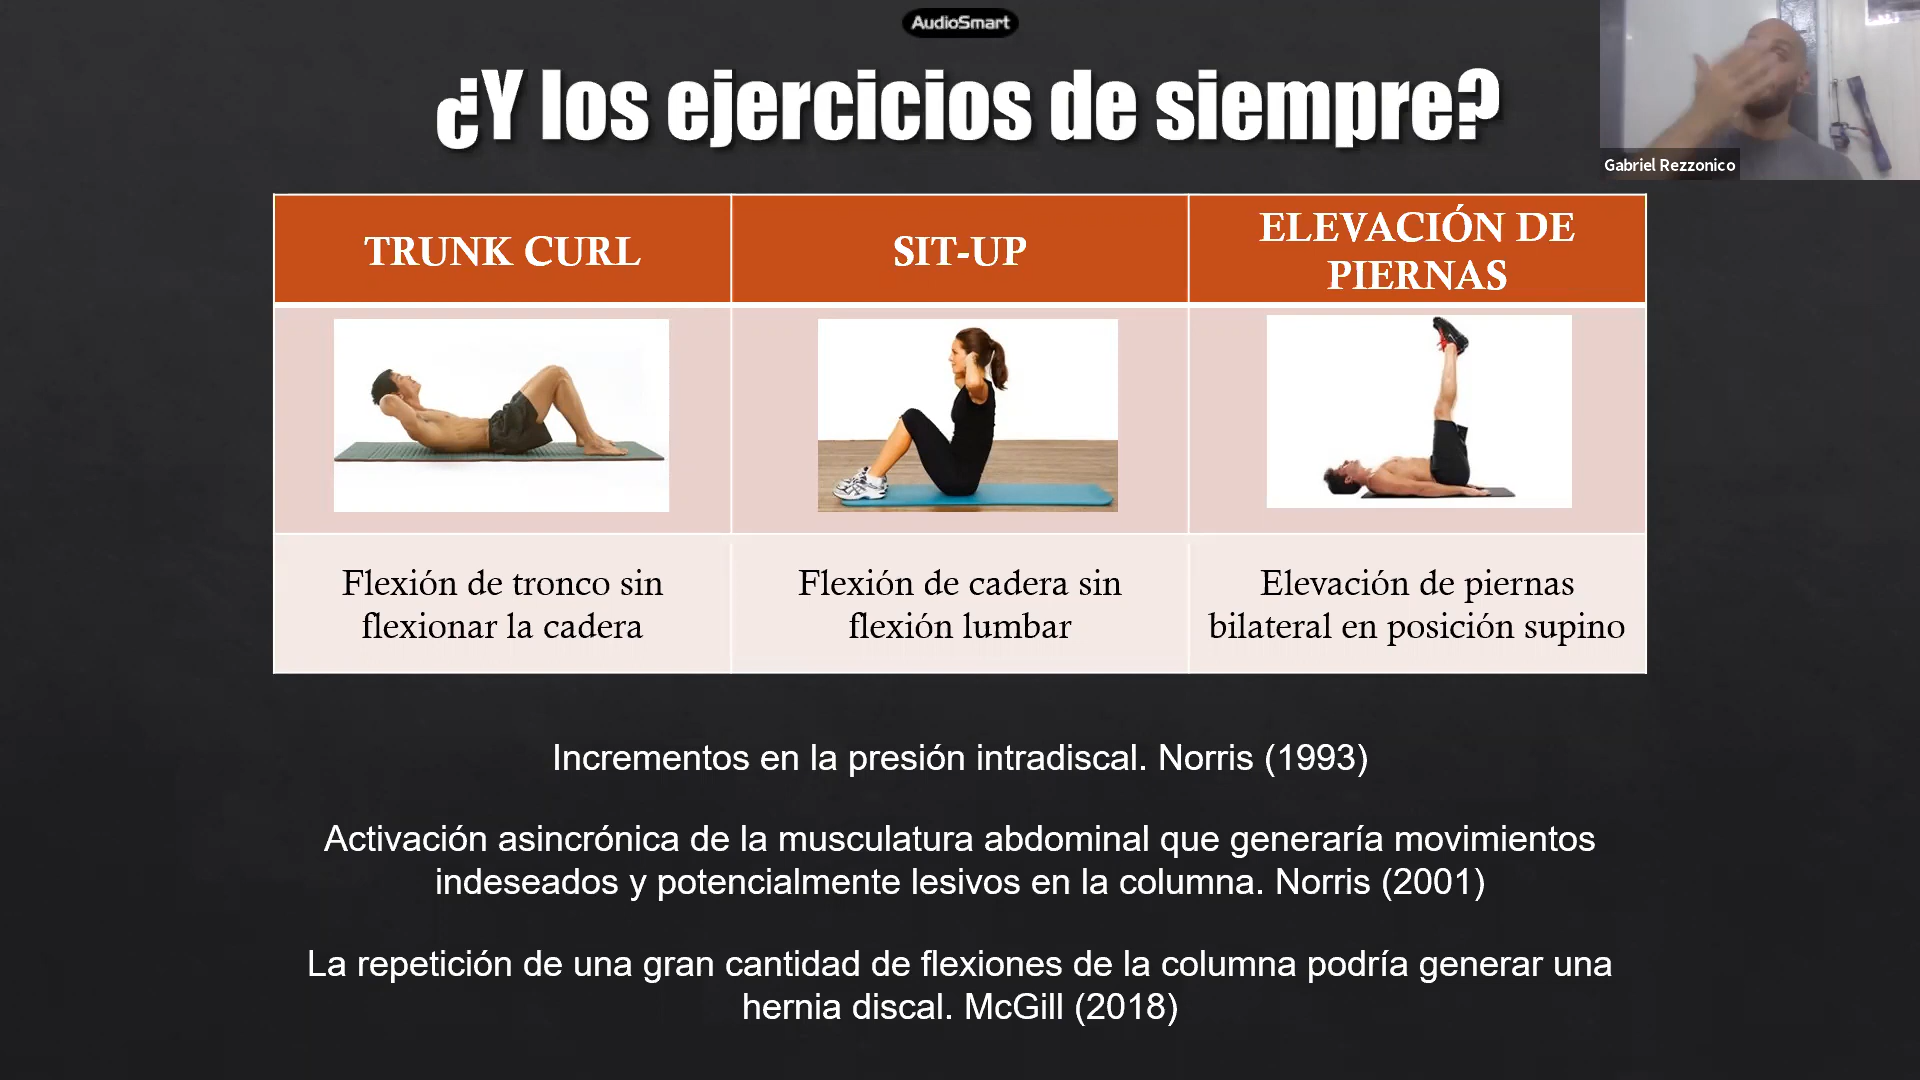 AudioSmart
¿Y los ejercicios de siempre?
Gabriel Rezzonico
TRUNK CURL
SIT-UP
ELEVACIÓN DE
PIERNAS
Flexión de tronco sin
flexionar la cadera
Flexión de cadera sin
flexión lumbar
Elevación de piernas
bilateral en posición supino
Incrementos en la presión intradiscal. Norris (1993)
Activación asincrónica de la musculatura abdominal que generaría movimientos
indeseados y potencialmente lesivos en la columna. Norris (2001)
La repetición de una gran cantidad de flexiones de la columna podría generar una
hernia discal. McGill (2018)